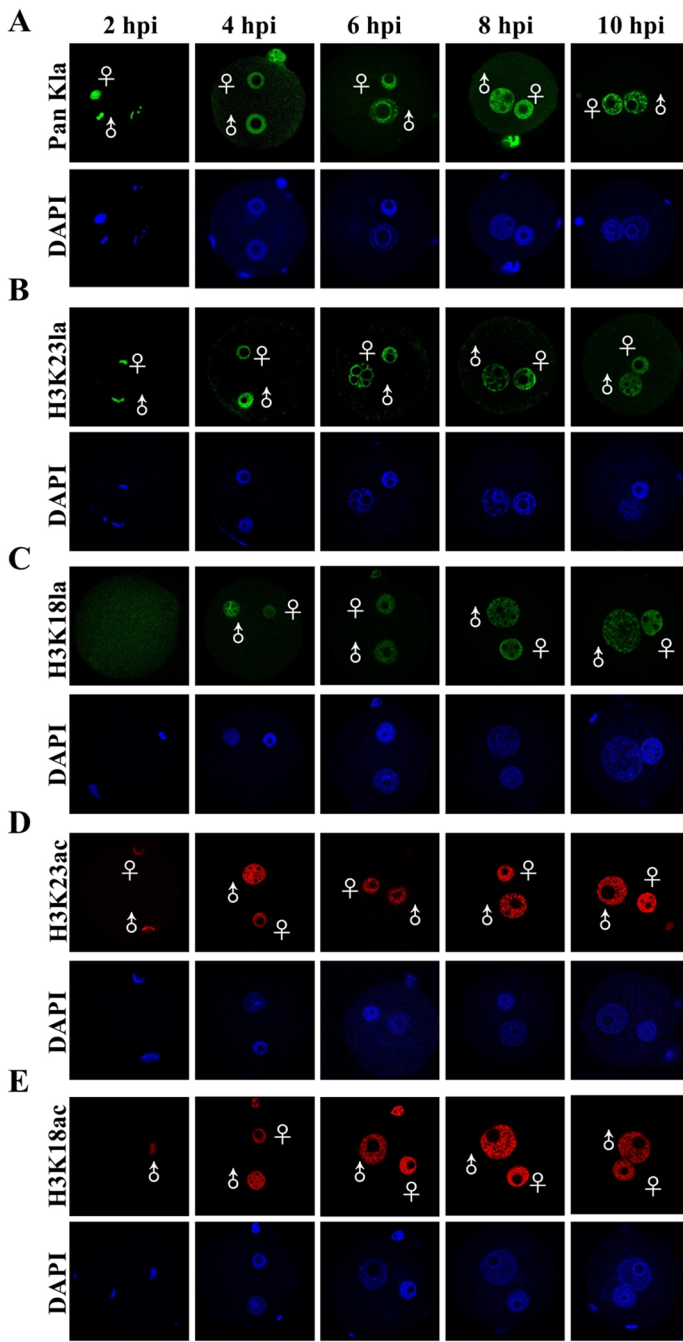 A
2 hpi 4 hpi 6 hpi 8 hpi 10 hpi
Pan Kla
♀ ♂ ♀ ♂ ♀ ♂ ♂ ♀ ♀ ♂
DAPI
B
H3K23la
♀ ♂ ♀ ♂ ♀ ♂ ♂ ♀ ♀ ♂
DAPI
C
H3K18la
♂ ♀ ♀ ♂ ♂ ♀ ♂ ♀
DAPI
D
H3K23ac
♀ ♂ ♂ ♀ ♀ ♂ ♀ ♂ ♀ ♂
DAPI
E
H3K18ac
♂ ♀ ♂ ♂ ♀ ♂ ♀ ♂ ♀
DAPI